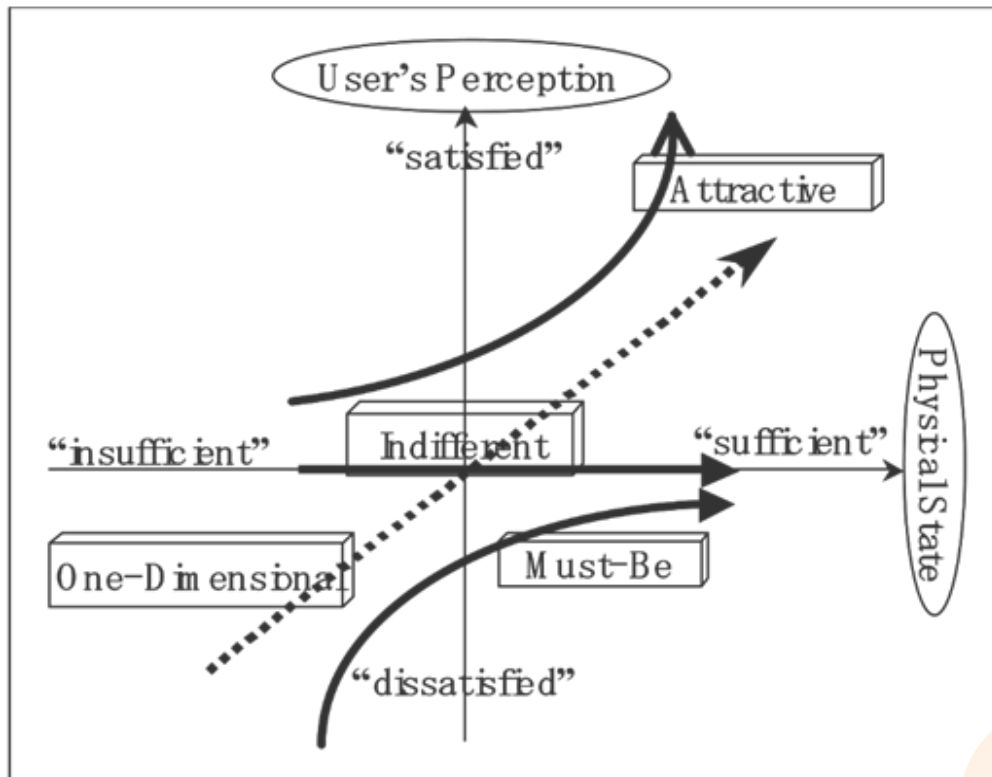 User's Perception
“satisfied”
Attractive
Indifferent
“insufficient”
“sufficient”
Physical State
One-Dimensional
Must-Be
“dissatisfied”